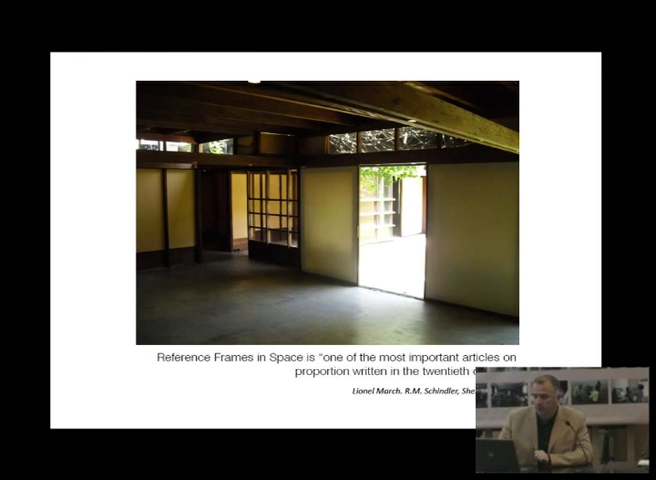 Reference Frames in Space is “one of the most important articles on
proportion written in the twentieth
Lionel March. R.M. Schindler,